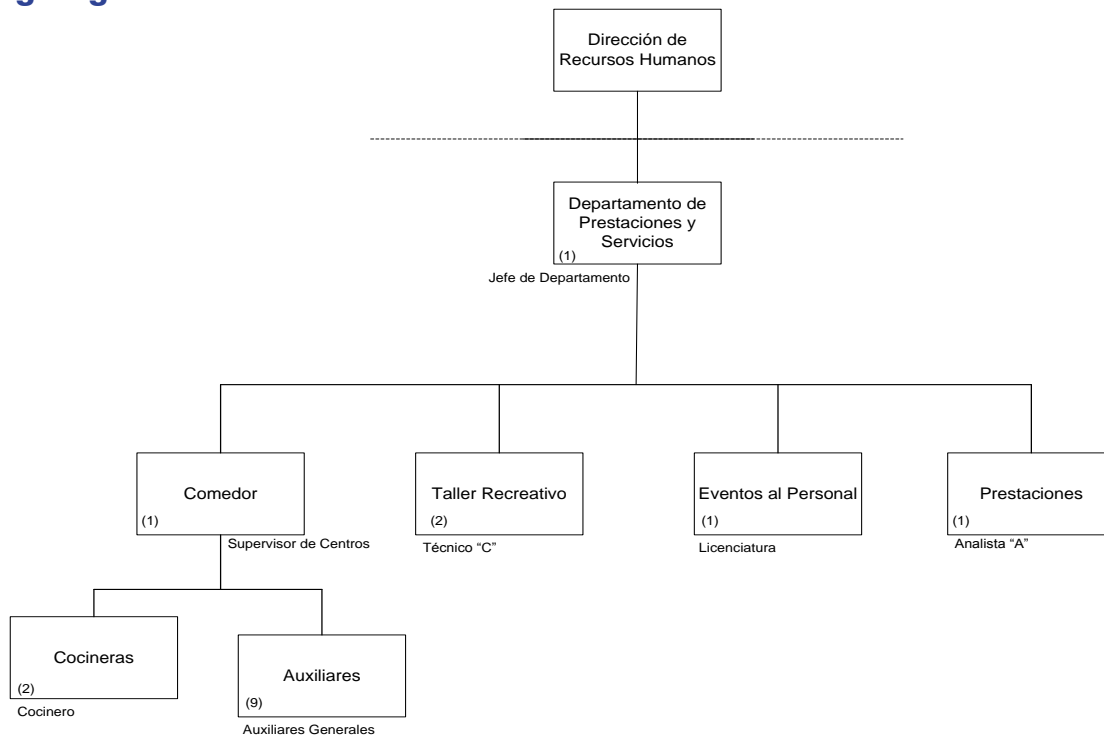 Dirección de
Recursos Humanos
Departamento de
Prestaciones y
Servicios
(1)
Jefe de Departamento
Comedor
(1)
Supervisor de Centros
Taller Recreativo
(2)
Técnico “C”
Eventos al Personal
(1)
Licenciatura
Prestaciones
(1)
Analista “A”
Cocineras
(2)
Cocinero
Auxiliares
(9)
Auxiliares Generales